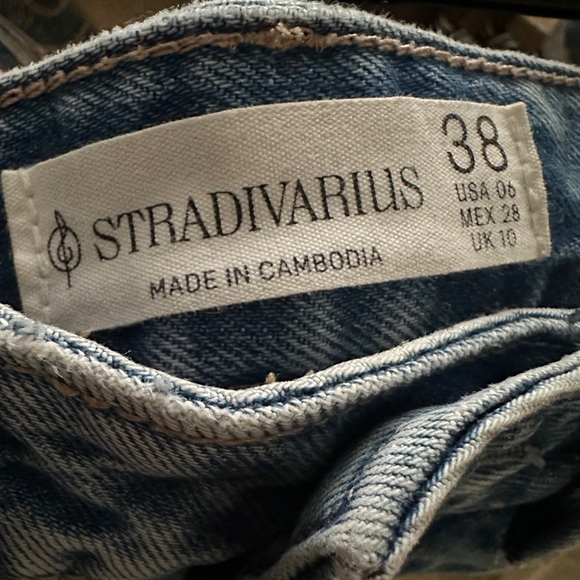 STRADIVARIUS
MADE IN CAMBODIA
38
USA 06
MEX 28
UK 10